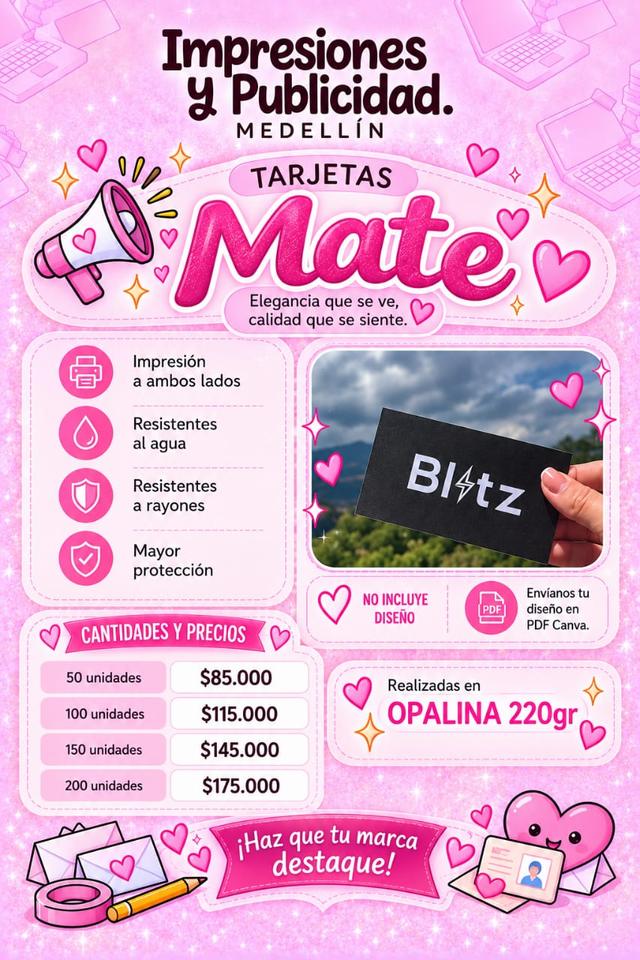 Impresiones
y Publicidad.
MEDELLÍN
TARJETAS
Mate
Elegancia que se ve,
calidad que se siente.
Impresión
a ambos lados
Resistentes
al agua
Resistentes
a rayones
Mayor
protección
Bl⚡tz
NO INCLUYE
DISEÑO
PDF
Envíanos tu
diseño en
PDF Canva.
CANTIDADES Y PRECIOS
50 unidades $85.000
100 unidades $115.000
150 unidades $145.000
200 unidades $175.000
Realizadas en
OPALINA 220gr
¡Haz que tu marca
destaque!